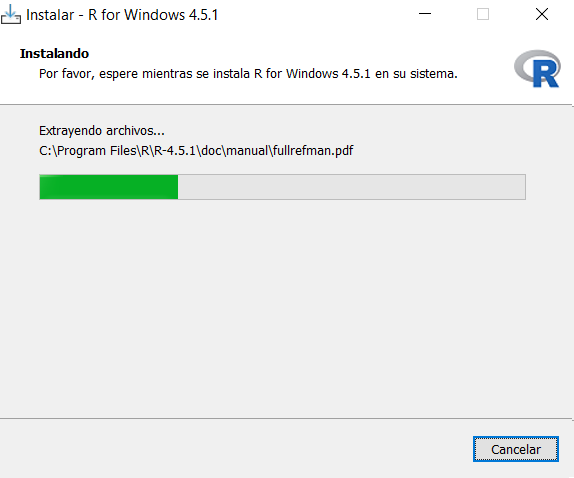 Instalar - R for Windows 4.5.1
Instalando
Por favor, espere mientras se instala R for Windows 4.5.1 en su sistema.
R
Extrayendo archivos...
C:\Program Files\R\R-4.5.1\doc\manual\fullrefman.pdf
Cancelar